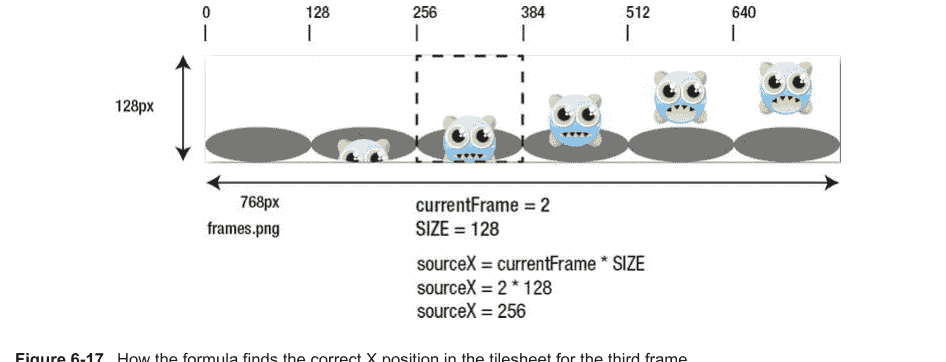 0 128 256 384 512 640
128px
768px
frames.png
currentFrame = 2
SIZE = 128
sourceX = currentFrame * SIZE
sourceX = 2 * 128
sourceX = 256
Figure 6-17. How the formula finds the correct X position in the tilesheet for the third frame